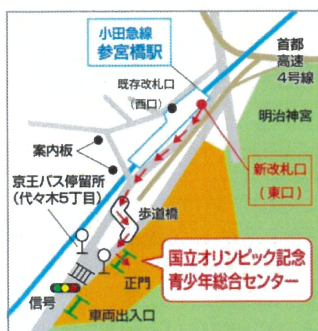 小田急線
参宮橋駅
首都
高速
4号線
既存改札口
(西口)
明治神宮
案内板
新改札口
(東口)
京王バス停留所
(代々木5丁目)
歩道橋
国立オリンピック記念
青少年総合センター
正門
信号
車両出入口